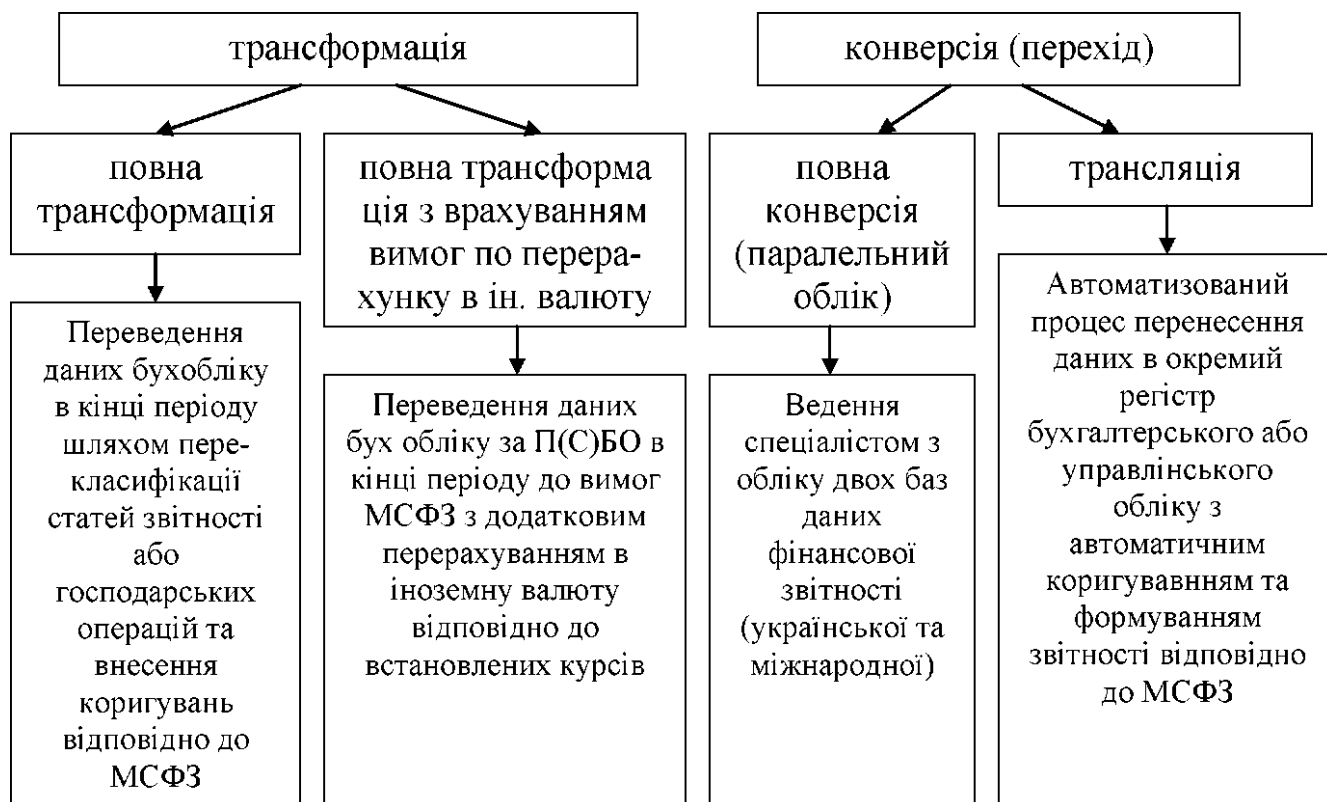 трансформація
конверсія (перехід)
повна
трансформація
повна трансформа
ція з врахуванням
вимог по перера-
хунку в ін. валюту
повна
конверсія
(паралельний
облік)
трансляція
Переведення
даних бухобліку
в кінці періоду
шляхом пере-
класифікації
статей звітності
або
господарських
операцій та
внесення
коригувань
відповідно до
МСФЗ
Переведення даних
бух обліку за П(С)БО в
кінці періоду до вимог
МСФЗ з додатковим
перерахуванням в
іноземну валюту
відповідно до
встановлених курсів
Ведення
спеціалістом з
обліку двох баз
даних
фінансової
звітності
(української та
міжнародної)
Автоматизований
процес перенесення
даних в окремий
регістр
бухгалтерського або
управлінського
обліку з
автоматичним
коригуавннням та
формуванням
звітності відповідно
до МСФЗ